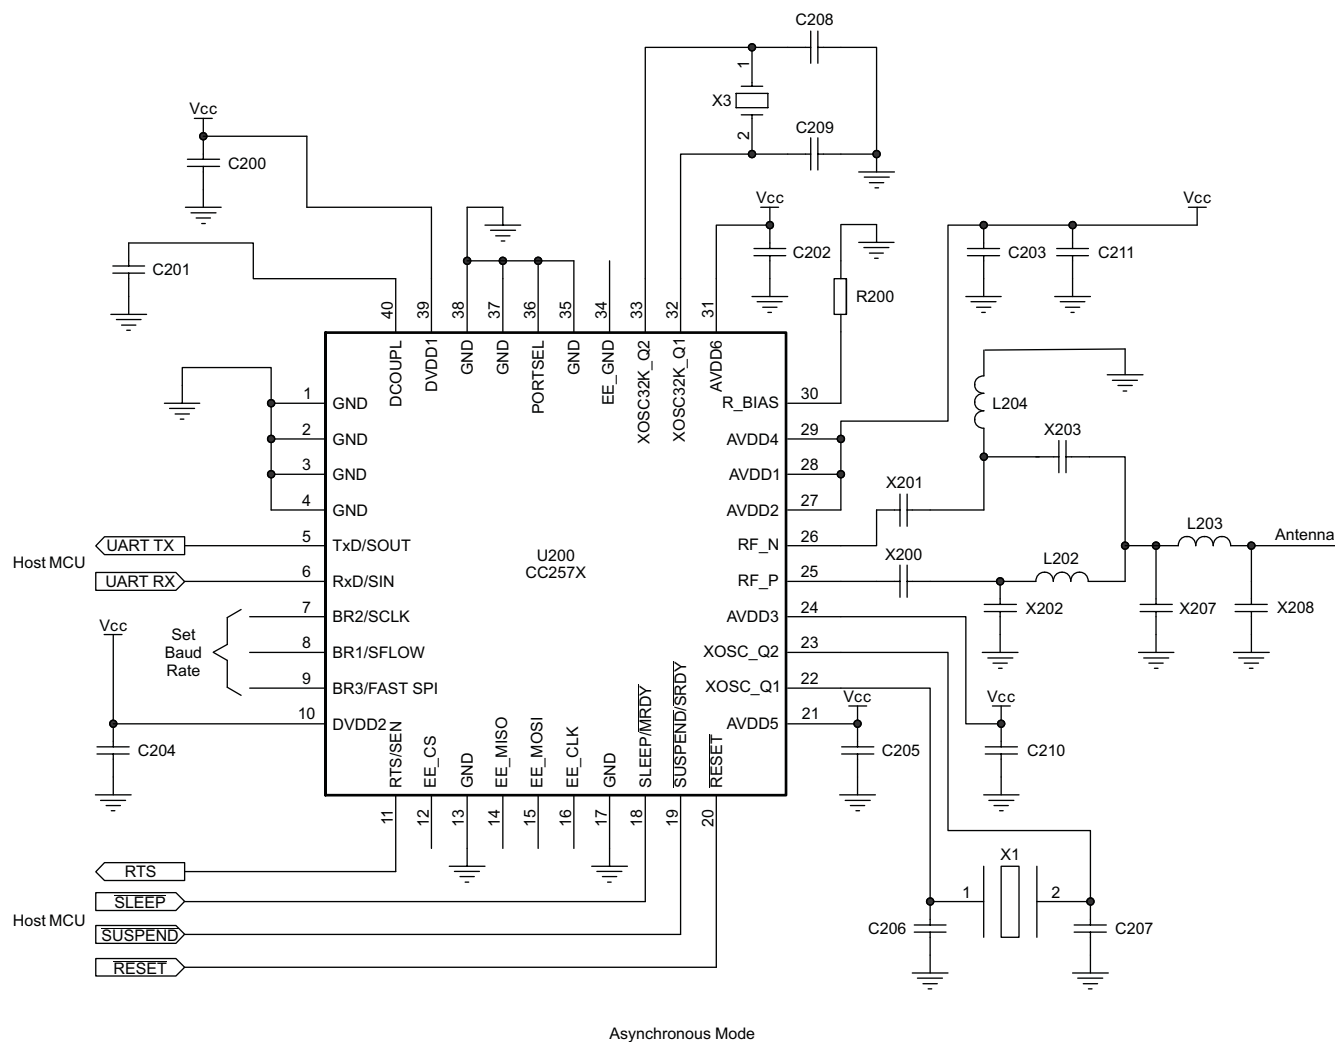 C208
1
X3
2
C209
Vcc
C200
Vcc
C202
Vcc
C203
C211
C201
R200
40
39
38
37
36
35
34
33
32
31
DCOUPL
DVDD1
GND
GND
PORTSEL
GND
EE_GND
XOSC32K_Q2
XOSC32K_Q1
AVDD6
1
GND
2
GND
3
GND
4
GND
5
TxD/SOUT
6
RxD/SIN
7
BR2/SCLK
8
BR1/SFLOW
9
BR3/FAST SPI
10
DVDD2
Host MCU
UART TX
UART RX
Set
Baud
Rate
Vcc
C204
U200
CC257X
R_BIAS
30
AVDD4
29
AVDD1
28
AVDD2
27
RF_N
26
RF_P
25
AVDD3
24
XOSC_Q2
23
XOSC_Q1
22
AVDD5
21
L204
X203
X201
X200
L202
L203
Antenna
X202
X207
X208
Vcc
C205
Vcc
C210
RTS/SEN
EE_CS
GND
EE_MISO
EE_MOSI
EE_CLK
GND
SLEEP/MRDY
SUSPEND/SRDY
RESET
11
12
13
14
15
16
17
18
19
20
Host MCU
RTS
SLEEP
SUSPEND
RESET
X1
1
2
C206
C207
Asynchronous Mode